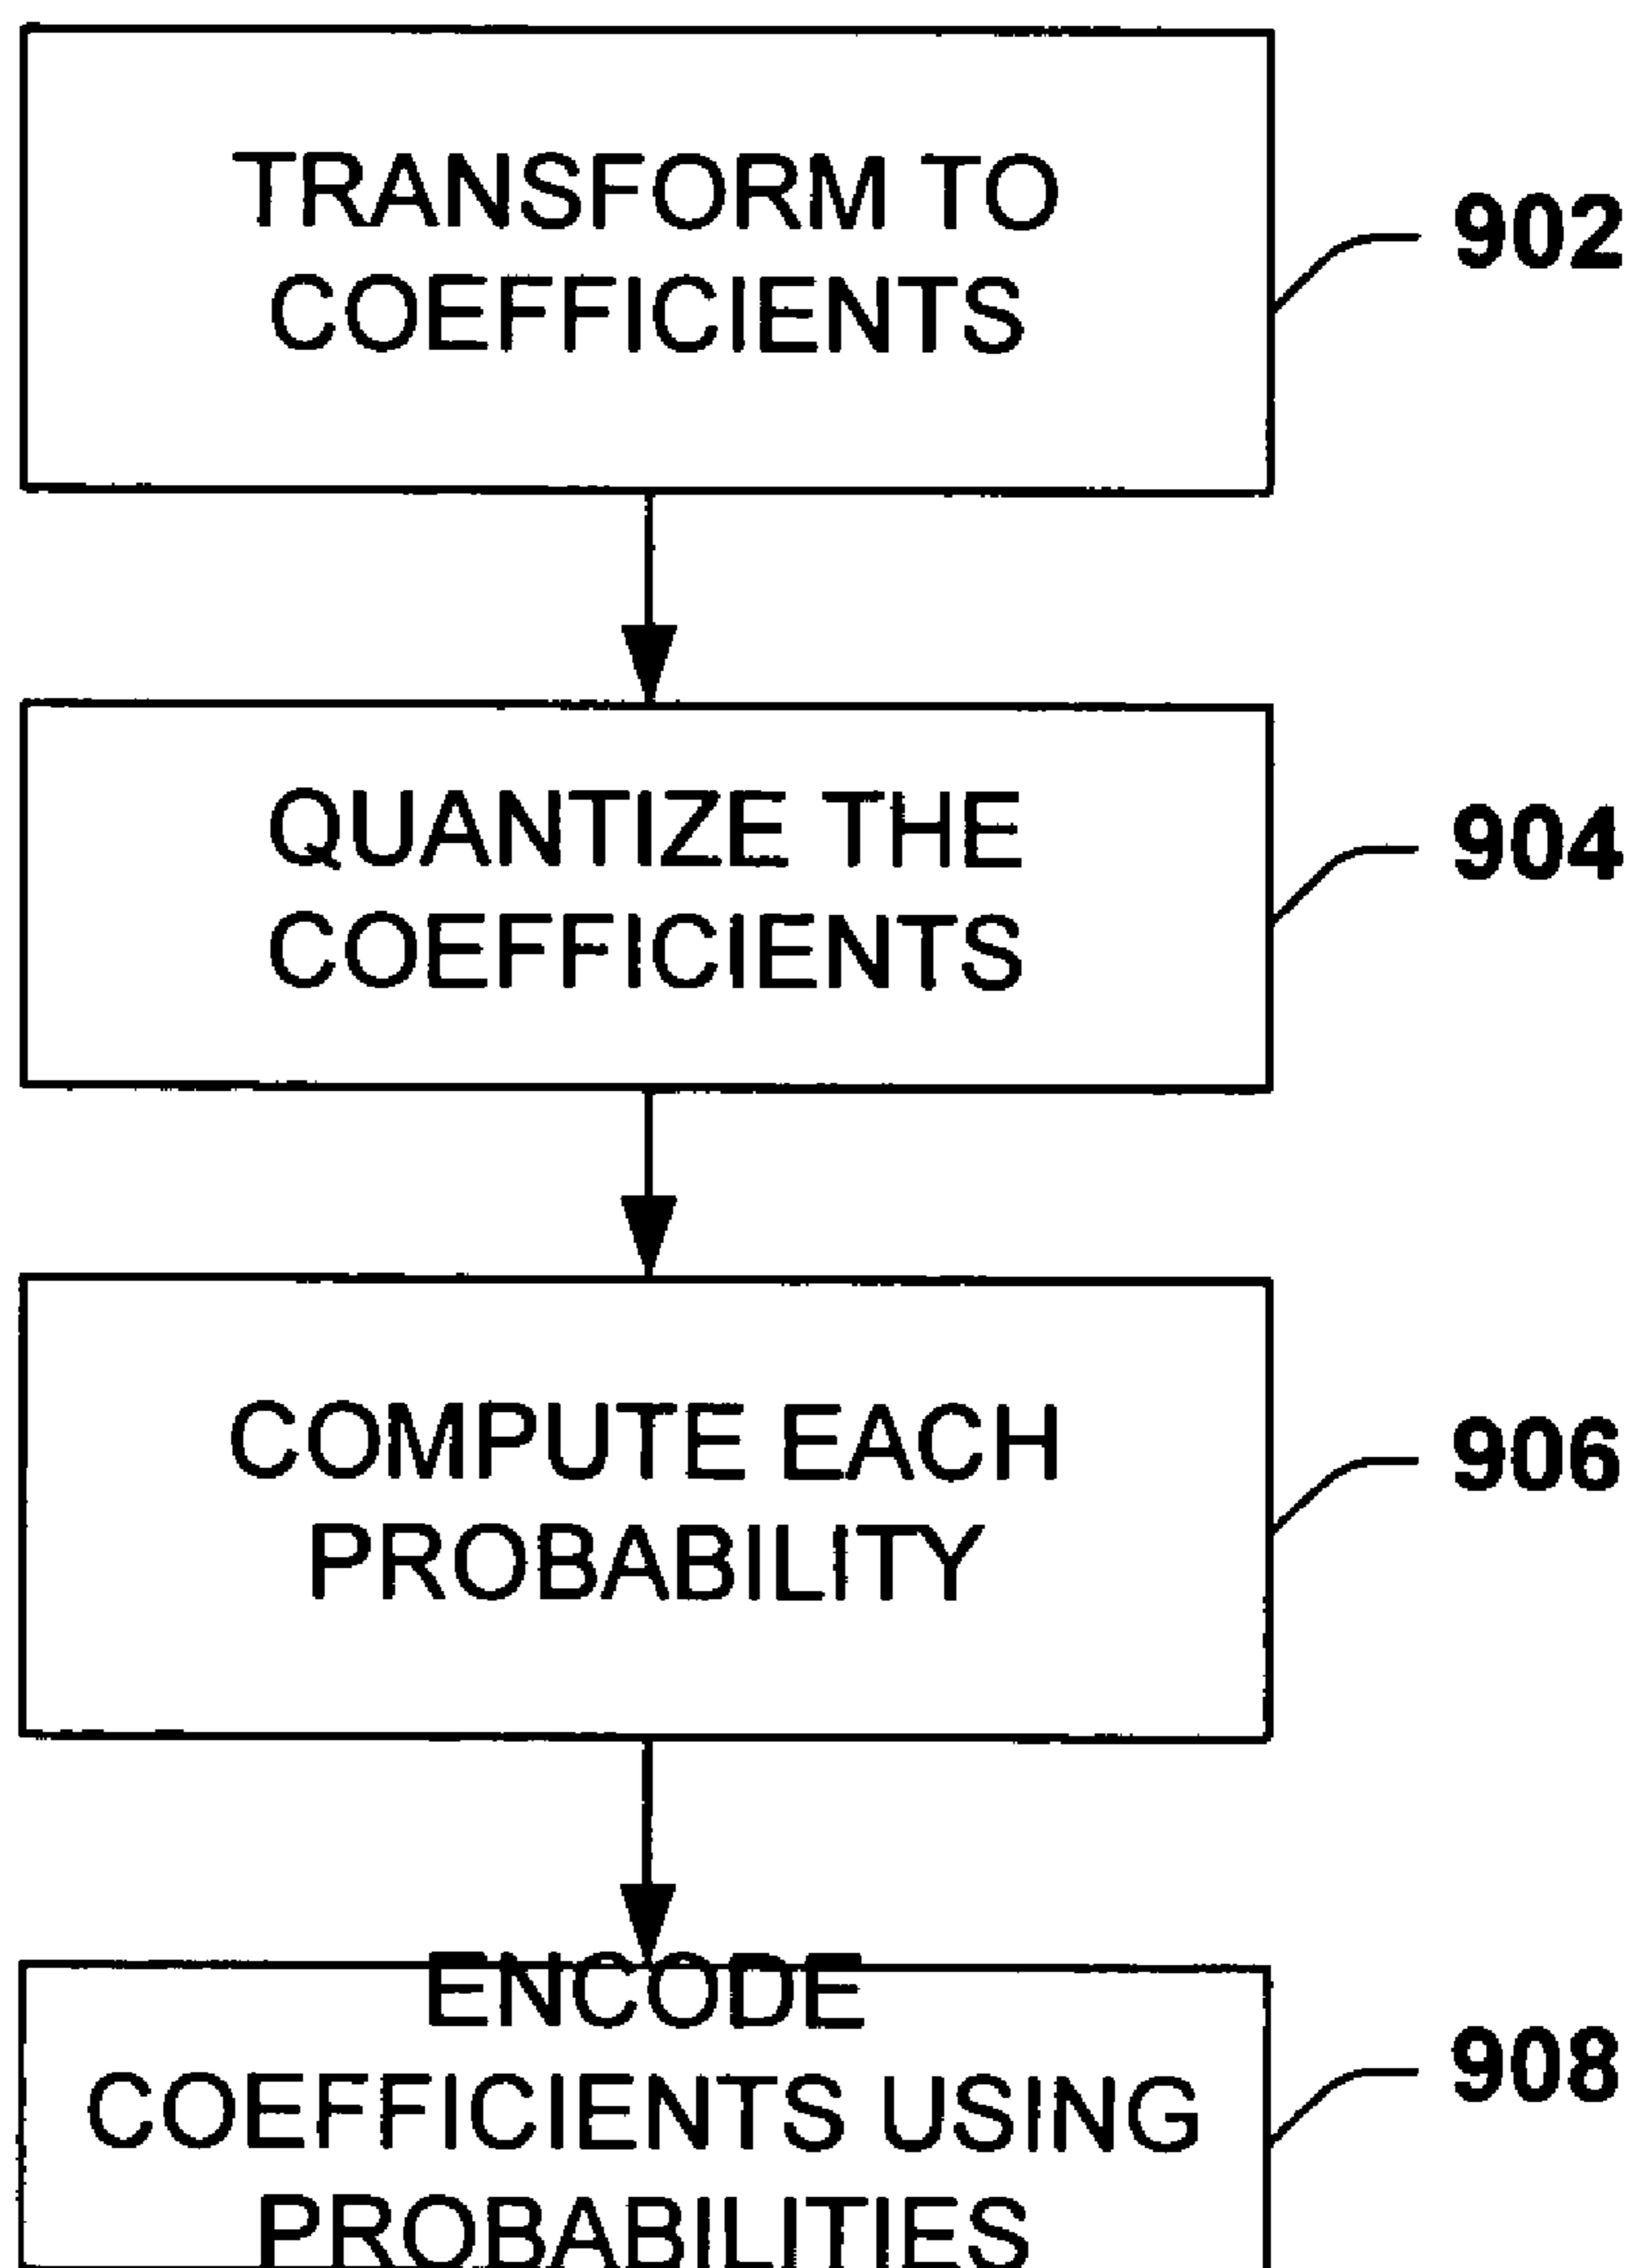 TRANSFORM TO
COEFFICIENTS
902
QUANTIZE THE
COEFFICIENTS
904
COMPUTE EACH
PROBABILITY
906
ENCODE
COEFFICIENTS USING
PROBABILITIES
908